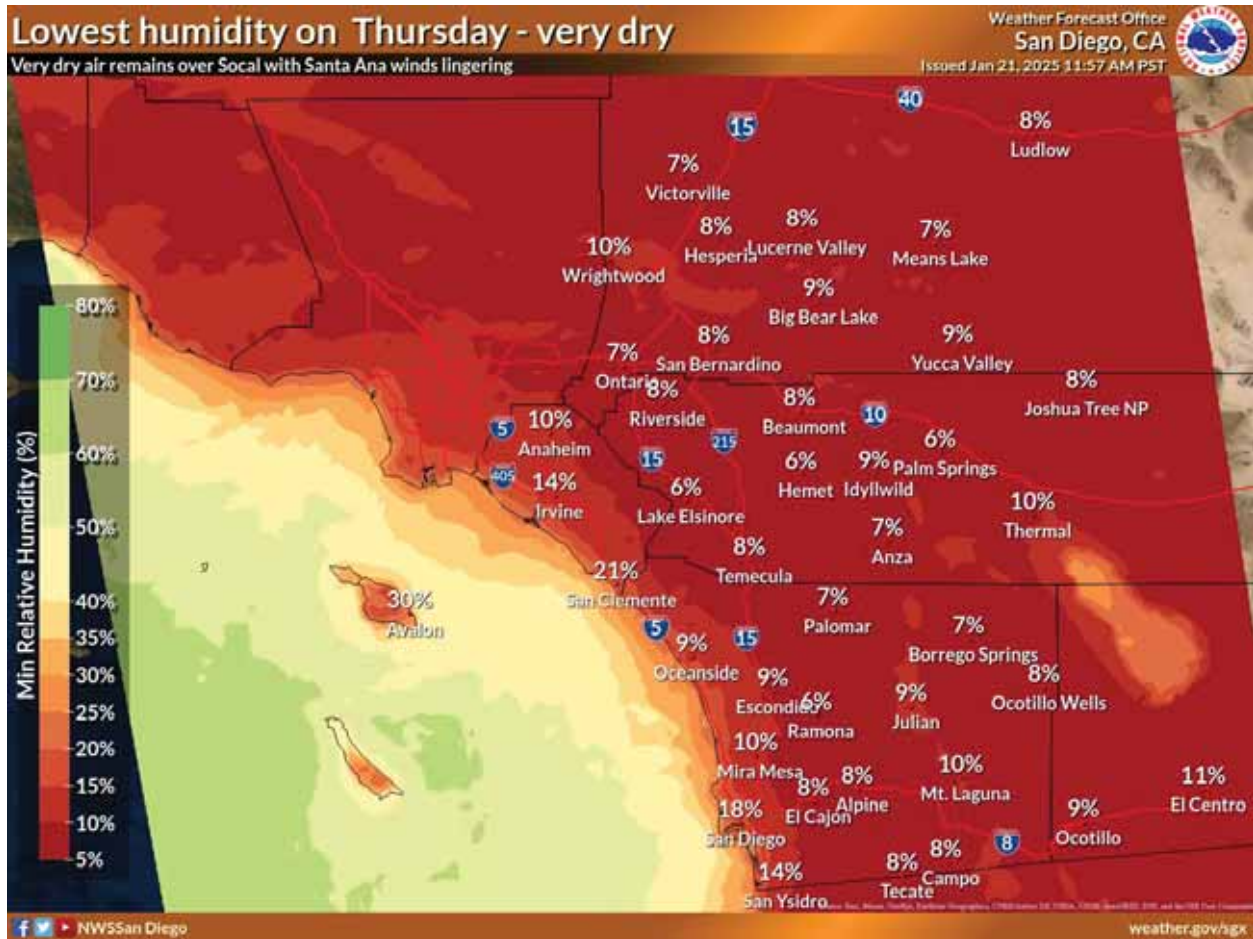 Lowest humidity on Thursday - very dry
Very dry air remains over Socal with Santa Ana winds lingering
Weather Forecast Office
San Diego, CA
Issued Jan 21, 2025 11:57 AM PST
40
15
8%
Ludlow
7%
Victorville
8%
Hesperia
8%
Lucerne Valley
7%
Means Lake
10%
Wrightwood
9%
Big Bear Lake
8%
San Bernardino
9%
Yucca Valley
7%
Ontario
8%
Riverside
8%
Beaumont
10
8%
Joshua Tree NP
5
10%
Anaheim
215
15
6%
Hemet
9%
Idyllwild
6%
Palm Springs
405
14%
Irvine
6%
Lake Elsinore
10%
Thermal
7%
Anza
8%
Temecula
21%
San Clemente
30%
Avalon
7%
Palomar
7%
Borrego Springs
5
9%
Oceanside
15
8%
Ocotillo Wells
9%
Escondido
6%
Ramona
9%
Julian
10%
Mira Mesa
8%
El Cajon
8%
Alpine
10%
Mt. Laguna
11%
El Centro
18%
San Diego
9%
Ocotillo
8
14%
San Ysidro
8%
Tecate
8%
Campo
Min Relative Humidity (%)
80%
70%
60%
50%
40%
35%
30%
25%
20%
15%
10%
5%
NWSSan Diego
weather.gov/sgx